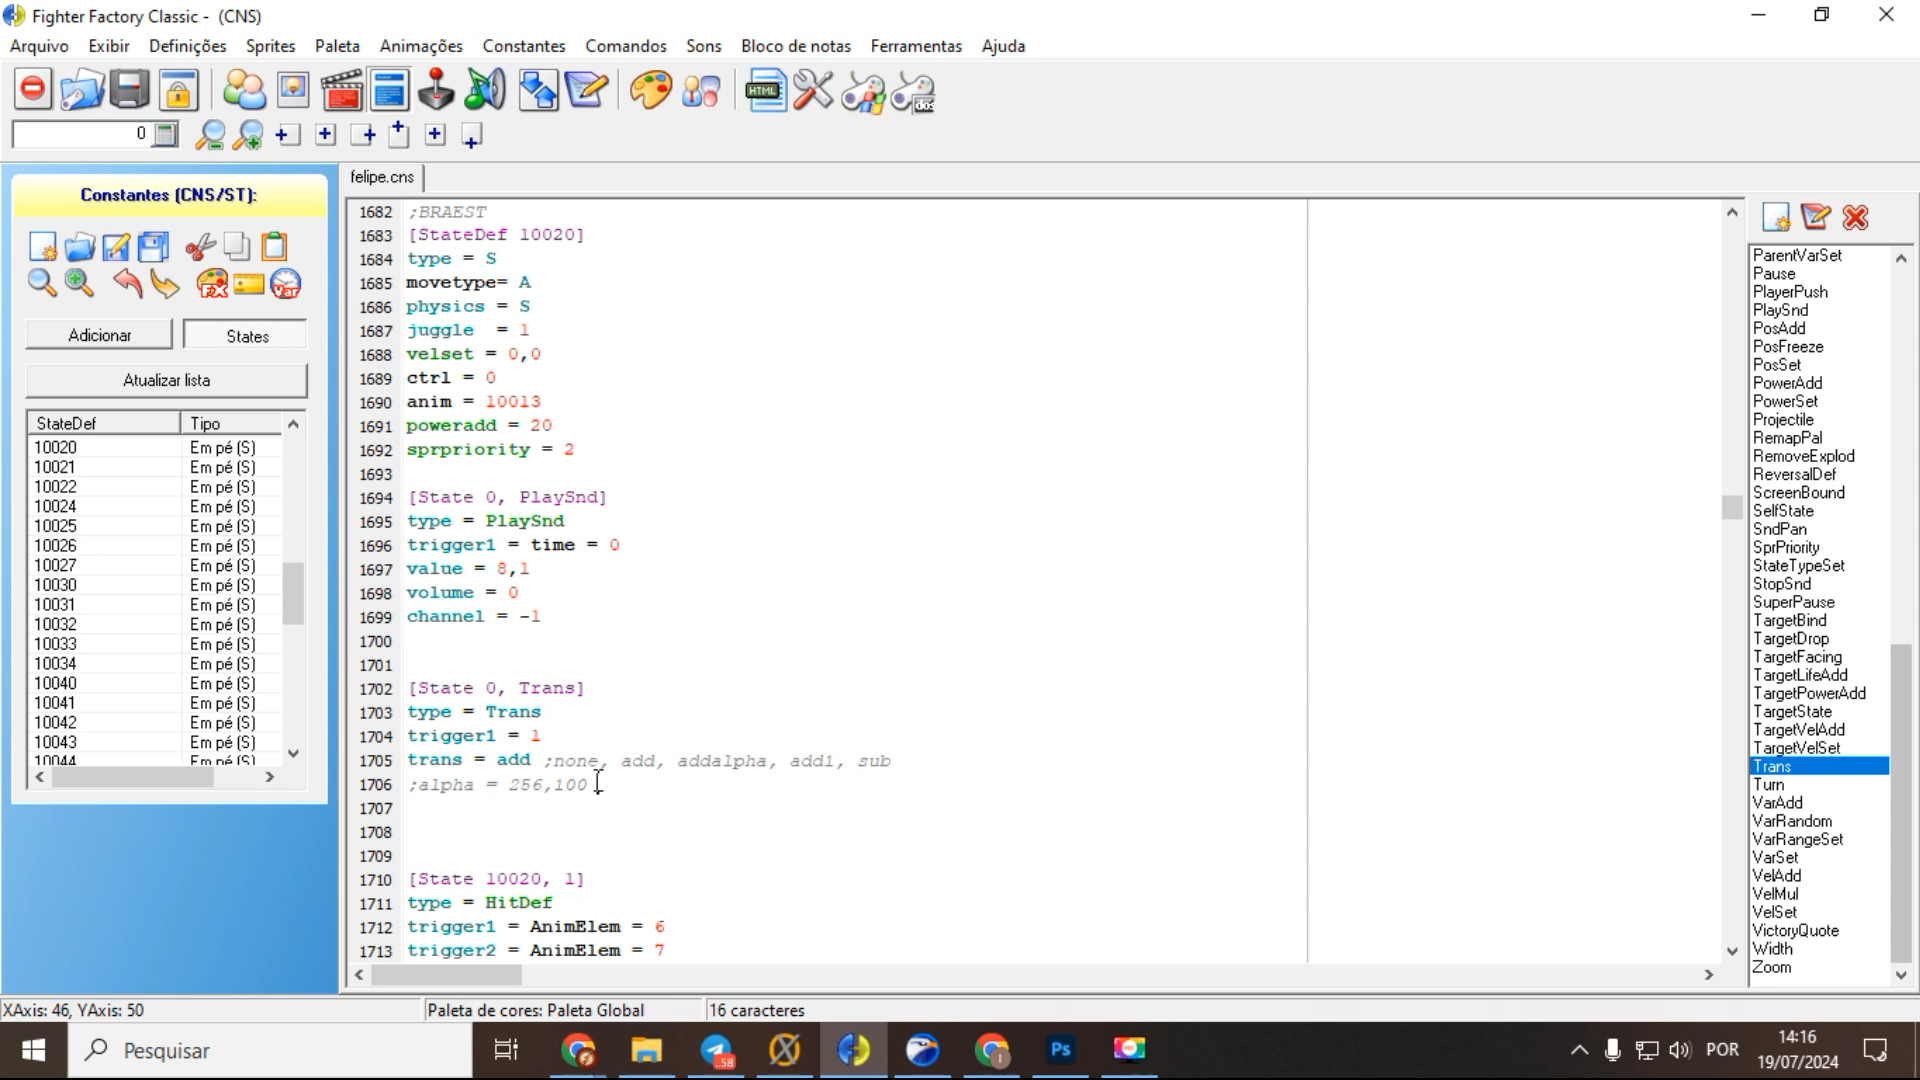 Fighter Factory Classic - (CNS)
Arquivo Exibir Definições Sprites Paleta Animações Constantes Comandos Sons Bloco de notas Ferramentas Ajuda
HTML
dos
0
Constantes (CNS/ST):
FX
Var
Adicionar
States
Atualizar lista
StateDef Tipo
10020 Em pé (S)
10021 Em pé (S)
10022 Em pé (S)
10024 Em pé (S)
10025 Em pé (S)
10026 Em pé (S)
10027 Em pé (S)
10030 Em pé (S)
10031 Em pé (S)
10032 Em pé (S)
10033 Em pé (S)
10034 Em pé (S)
10040 Em pé (S)
10041 Em pé (S)
10042 Em pé (S)
10043 Em pé (S)
10044 Em pé (S)
felipe.cns
1682 ;BRAEST
1683 [StateDef 10020]
1684 type = S
1685 movetype= A
1686 physics = S
1687 juggle  = 1
1688 velset = 0,0
1689 ctrl = 0
1690 anim = 10013
1691 poweradd = 20
1692 sprpriority = 2
1693
1694 [State 0, PlaySnd]
1695 type = PlaySnd
1696 trigger1 = time = 0
1697 value = 8,1
1698 volume = 0
1699 channel = -1
1700
1701
1702 [State 0, Trans]
1703 type = Trans
1704 trigger1 = 1
1705 trans = add ;none, add, addalpha, add1, sub
1706 ;alpha = 256,100
1707
1708
1709
1710 [State 10020, 1]
1711 type = HitDef
1712 trigger1 = AnimElem = 6
1713 trigger2 = AnimElem = 7
ParentVarSet
Pause
PlayerPush
PlaySnd
PosAdd
PosFreeze
PosSet
PowerAdd
PowerSet
Projectile
RemapPal
RemoveExplod
ReversalDef
ScreenBound
SelfState
SndPan
SprPriority
StateTypeSet
StopSnd
SuperPause
TargetBind
TargetDrop
TargetFacing
TargetLifeAdd
TargetPowerAdd
TargetState
TargetVelAdd
TargetVelSet
Trans
Turn
VarAdd
VarRandom
VarRangeSet
VarSet
VelAdd
VelMul
VelSet
VictoryQuote
Width
Zoom
XAxis: 46, YAxis: 50
Paleta de cores: Paleta Global
16 caracteres
Pesquisar
58
Ps
POR
14:16
19/07/2024